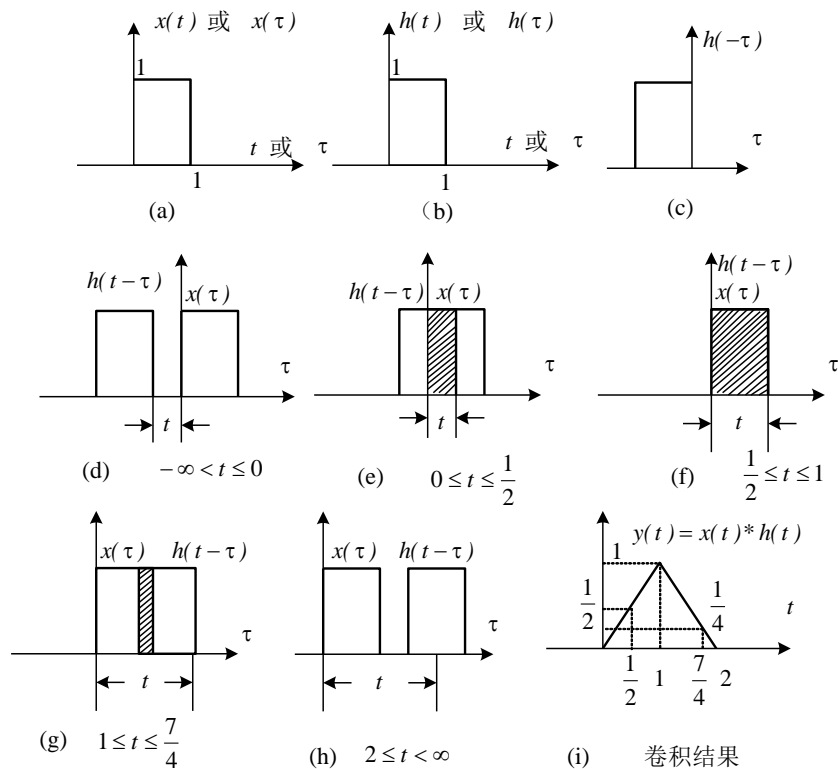 x(t) 或 x(τ)
1
t 或 τ
1
(a)
h(t) 或 h(τ)
1
t 或 τ
1
（b)
h(-τ)
τ
(c)
h(t-τ)
x(τ)
τ
t
(d) -∞<t≤0
h(t-τ) x(τ)
τ
t
(e) 0≤t≤1/2
h(t-τ)
x(τ)
τ
t
(f) 1/2≤t≤1
x(τ) h(t-τ)
τ
t
(g) 1≤t≤7/4
x(τ) h(t-τ)
τ
t
(h) 2≤t<∞
y(t)=x(t)*h(t)
1
1/2
1/4
t
1/2 1 7/4 2
(i) 卷积结果